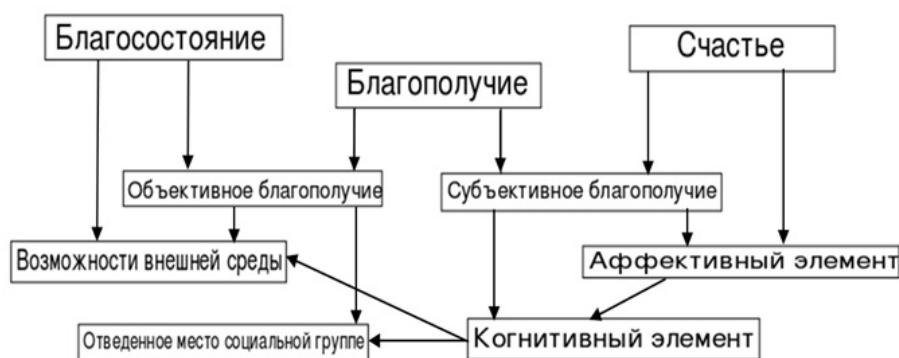 Благосостояние
Счастье
Благополучие
Объективное благополучие
Субъективное благополучие
Возможности внешней среды
Аффективный элемент
Отведенное место социальной группе
Когнитивный элемент